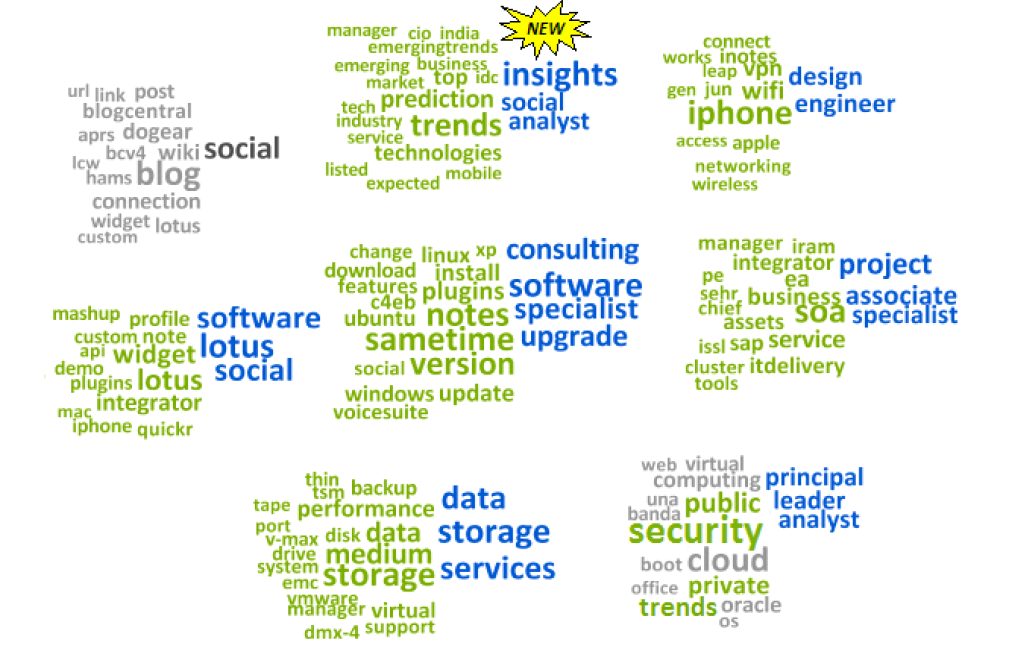 manager cio india
NEW
emergingtrends
emerging business
market top idc insights
tech prediction social
industry trends analyst
service
technologies
listed
expected mobile
connect
works inotes
leap vpn design
gen jun wifi engineer
iphone
access apple
networking
wireless
url link post
blogcentral
aprs dogear
bcv4 wiki social
lcw
hams blog
connection
widget lotus
custom
change linux xp consulting
download install
features plugins software
c4eb specialist
ubuntu notes
sametime upgrade
social version
windows update
voicesuite
manager iram
integrator project
pe ea
sehr business associate
chief soa specialist
assets
issl sap service
cluster itdelivery
tools
mashup profile software
custom note
api widget lotus
demo social
plugins lotus
integrator
mac
iphone quickr
thin
tsm backup
tape performance data
port
v-max disk data storage
drive medium
system storage services
emc
vmware
manager virtual
dmx-4 support
web virtual
computing principal
una public leader
banda analyst
security
boot cloud
office private
trends oracle
os